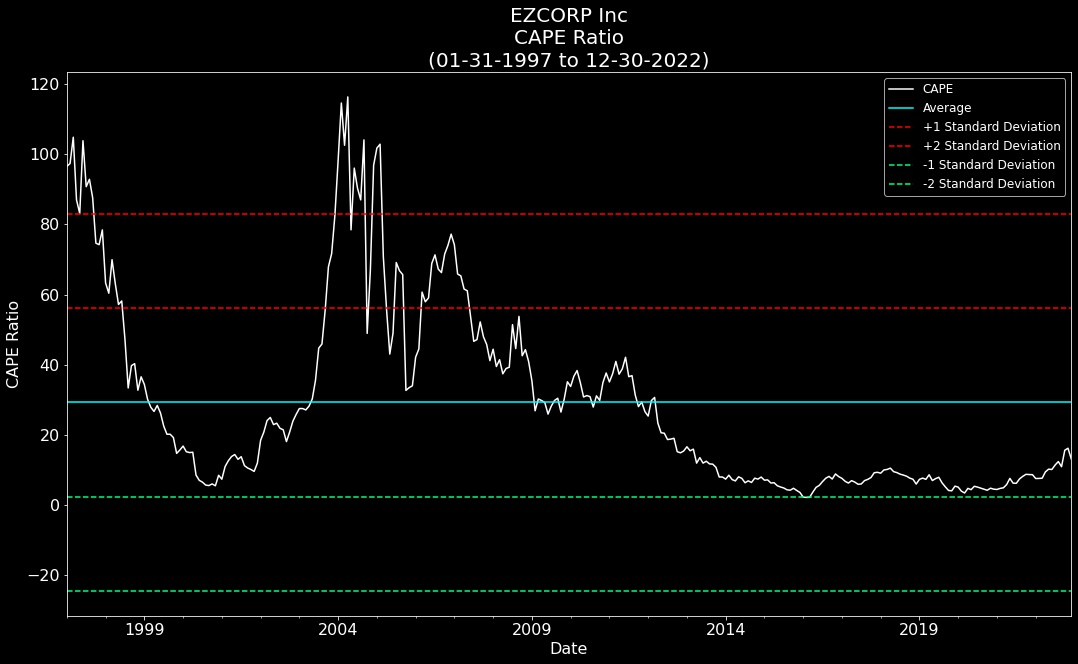 EZCORP Inc
CAPE Ratio
(01-31-1997 to 12-30-2022)
CAPE
Average
+1 Standard Deviation
+2 Standard Deviation
-1 Standard Deviation
-2 Standard Deviation
120
100
80
60
40
20
0
−20
CAPE Ratio
1999
2004
2009
2014
2019
Date